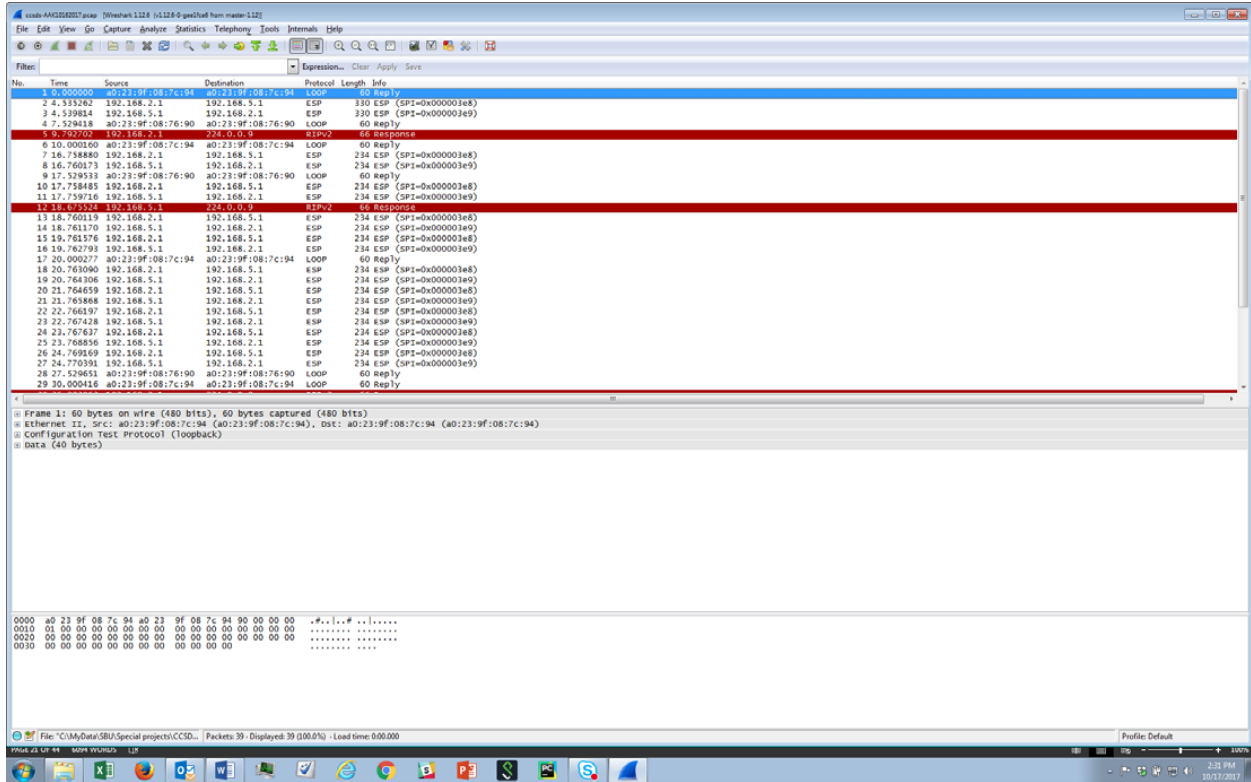 ccsds-AAK10162017.pcap [Wireshark 1.12.6 (v1.12.6-0-gee1fce6 from master-1.12)]
File Edit View Go Capture Analyze Statistics Telephony Tools Internals Help
Filter: Expression... Clear Apply Save
No. Time Source Destination Protocol Length Info
1 0.000000 a0:23:9f:08:7c:94 a0:23:9f:08:7c:94 LOOP 60 Reply
2 4.535262 192.168.2.1 192.168.5.1 ESP 330 ESP (SPI=0x000003e8)
3 4.539814 192.168.5.1 192.168.2.1 ESP 330 ESP (SPI=0x000003e9)
4 7.529418 a0:23:9f:08:76:90 a0:23:9f:08:76:90 LOOP 60 Reply
5 9.792702 192.168.2.1 224.0.0.9 RIPv2 66 Response
6 10.000160 a0:23:9f:08:7c:94 a0:23:9f:08:7c:94 LOOP 60 Reply
7 16.758880 192.168.2.1 192.168.5.1 ESP 234 ESP (SPI=0x000003e8)
8 16.760173 192.168.5.1 192.168.2.1 ESP 234 ESP (SPI=0x000003e9)
9 17.529533 a0:23:9f:08:76:90 a0:23:9f:08:76:90 LOOP 60 Reply
10 17.758485 192.168.2.1 192.168.5.1 ESP 234 ESP (SPI=0x000003e8)
11 17.759716 192.168.5.1 192.168.2.1 ESP 234 ESP (SPI=0x000003e9)
12 18.675524 192.168.5.1 224.0.0.9 RIPv2 66 Response
13 18.760119 192.168.2.1 192.168.5.1 ESP 234 ESP (SPI=0x000003e8)
14 18.761170 192.168.5.1 192.168.2.1 ESP 234 ESP (SPI=0x000003e9)
15 19.761576 192.168.2.1 192.168.5.1 ESP 234 ESP (SPI=0x000003e8)
16 19.762793 192.168.5.1 192.168.2.1 ESP 234 ESP (SPI=0x000003e9)
17 20.000277 a0:23:9f:08:7c:94 a0:23:9f:08:7c:94 LOOP 60 Reply
18 20.763090 192.168.2.1 192.168.5.1 ESP 234 ESP (SPI=0x000003e8)
19 20.764306 192.168.5.1 192.168.2.1 ESP 234 ESP (SPI=0x000003e9)
20 21.764659 192.168.2.1 192.168.5.1 ESP 234 ESP (SPI=0x000003e8)
21 21.765868 192.168.5.1 192.168.2.1 ESP 234 ESP (SPI=0x000003e9)
22 22.766197 192.168.2.1 192.168.5.1 ESP 234 ESP (SPI=0x000003e8)
23 22.767428 192.168.5.1 192.168.2.1 ESP 234 ESP (SPI=0x000003e9)
24 23.767637 192.168.2.1 192.168.5.1 ESP 234 ESP (SPI=0x000003e8)
25 23.768856 192.168.5.1 192.168.2.1 ESP 234 ESP (SPI=0x000003e9)
26 24.769169 192.168.2.1 192.168.5.1 ESP 234 ESP (SPI=0x000003e8)
27 24.770391 192.168.5.1 192.168.2.1 ESP 234 ESP (SPI=0x000003e9)
28 27.529651 a0:23:9f:08:76:90 a0:23:9f:08:76:90 LOOP 60 Reply
29 30.000416 a0:23:9f:08:7c:94 a0:23:9f:08:7c:94 LOOP 60 Reply
Frame 1: 60 bytes on wire (480 bits), 60 bytes captured (480 bits)
Ethernet II, Src: a0:23:9f:08:7c:94 (a0:23:9f:08:7c:94), Dst: a0:23:9f:08:7c:94 (a0:23:9f:08:7c:94)
Configuration Test Protocol (loopback)
Data (40 bytes)
0000 a0 23 9f 08 7c 94 a0 23 9f 08 7c 94 90 00 00 00 .#..|..# ..|.....
0010 01 00 00 00 00 00 00 00 00 00 00 00 00 00 00 00 ........ ........
0020 00 00 00 00 00 00 00 00 00 00 00 00 00 00 00 00 ........ ........
0030 00 00 00 00 00 00 00 00 00 00 00 00 ........ ....
File: "C:\MyData\SBU\Special projects\CCSD... Packets: 39 · Displayed: 39 (100.0%) · Load time: 0:00.000 Profile: Default
PAGE 21 OF 44 6094 WORDS 100%
2:31 PM
10/17/2017